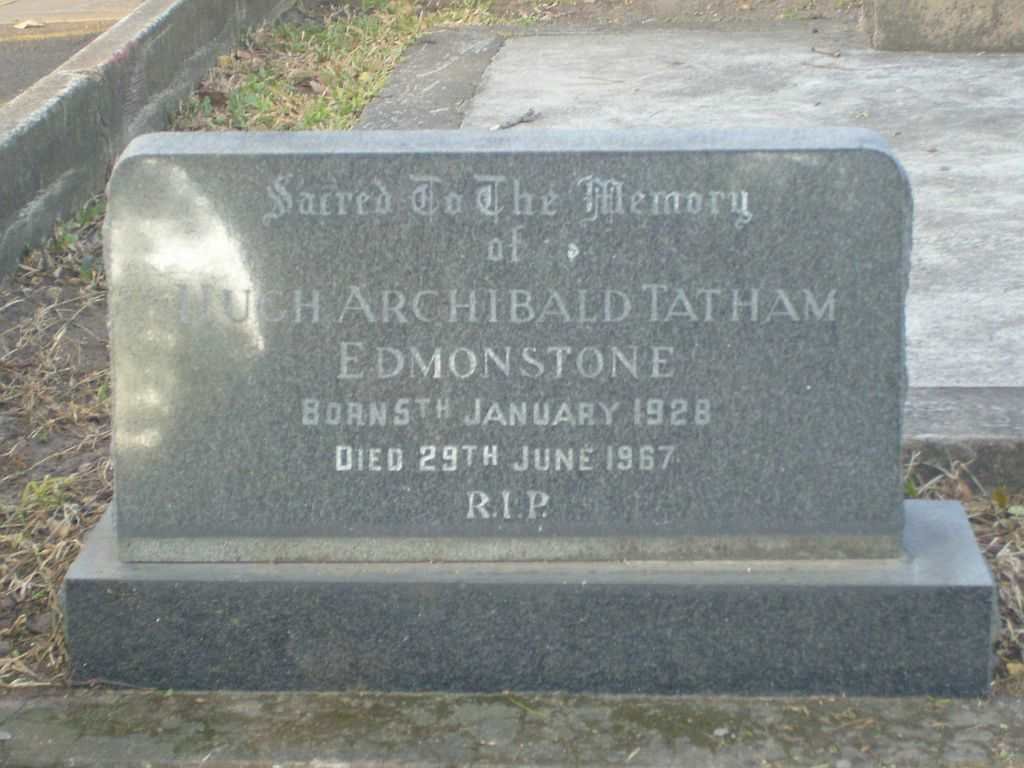 Sacred To The Memory
of
HUGH ARCHIBALD TATHAM
EDMONSTONE
BORN 5TH JANUARY 1928
DIED 29TH JUNE 1967
R.I.P.